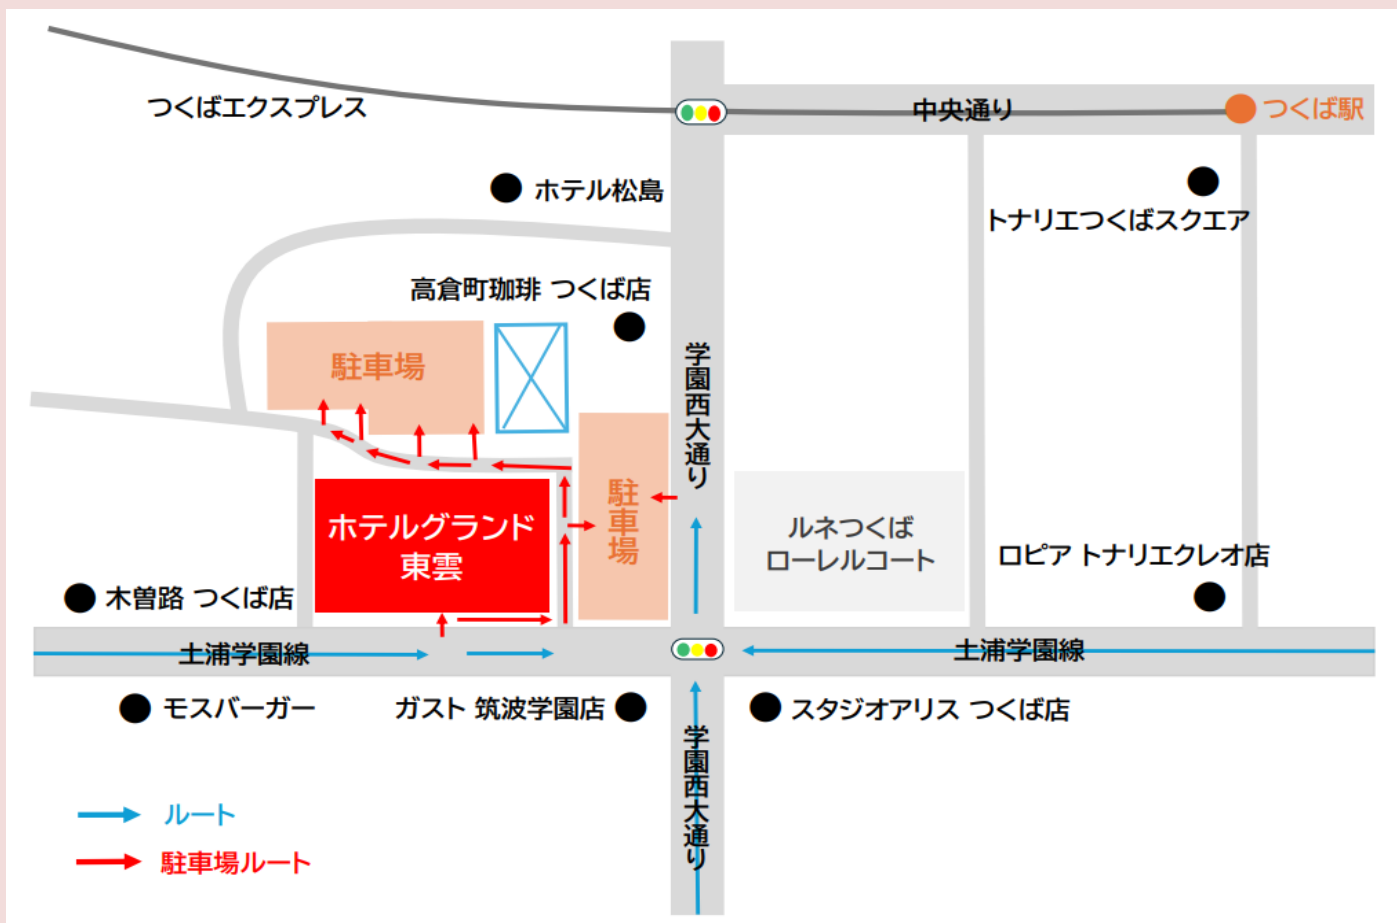 つくばエクスプレス
中央通り
つくば駅
ホテル松島
トナリエつくばスクエア
高倉町珈琲 つくば店
駐車場
学園西大通り
駐車場
ホテルグランド
東雲
ルネつくば
ローレルコート
ロピア トナリエクレオ店
木曽路 つくば店
土浦学園線
土浦学園線
モスバーガー
ガスト 筑波学園店
スタジオアリス つくば店
学園西大通り
ルート
駐車場ルート